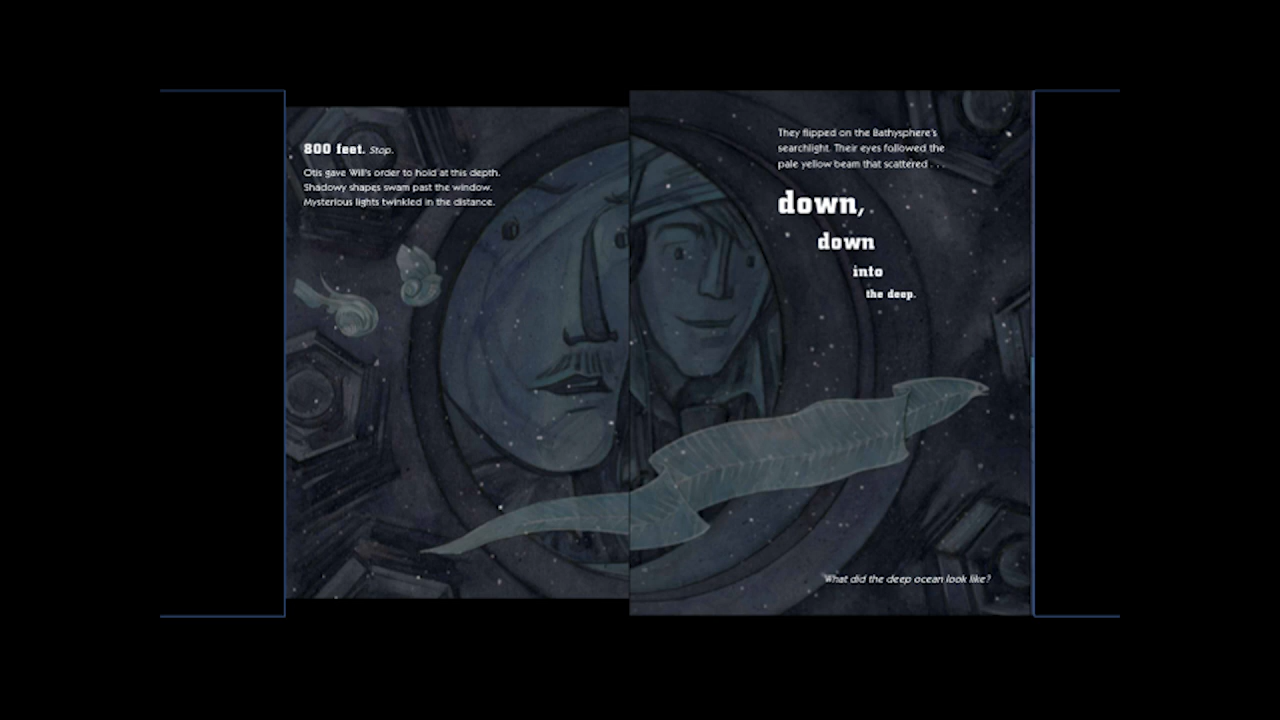 800 feet. Stop.
Otis gave Will's order to hold at this depth.
Shadowy shapes swam past the window.
Mysterious lights twinkled in the distance.
They flipped on the Bathysphere's
searchlight. Their eyes followed the
pale yellow beam that scattered . . .
down,
down
into
the deep.
What did the deep ocean look like?